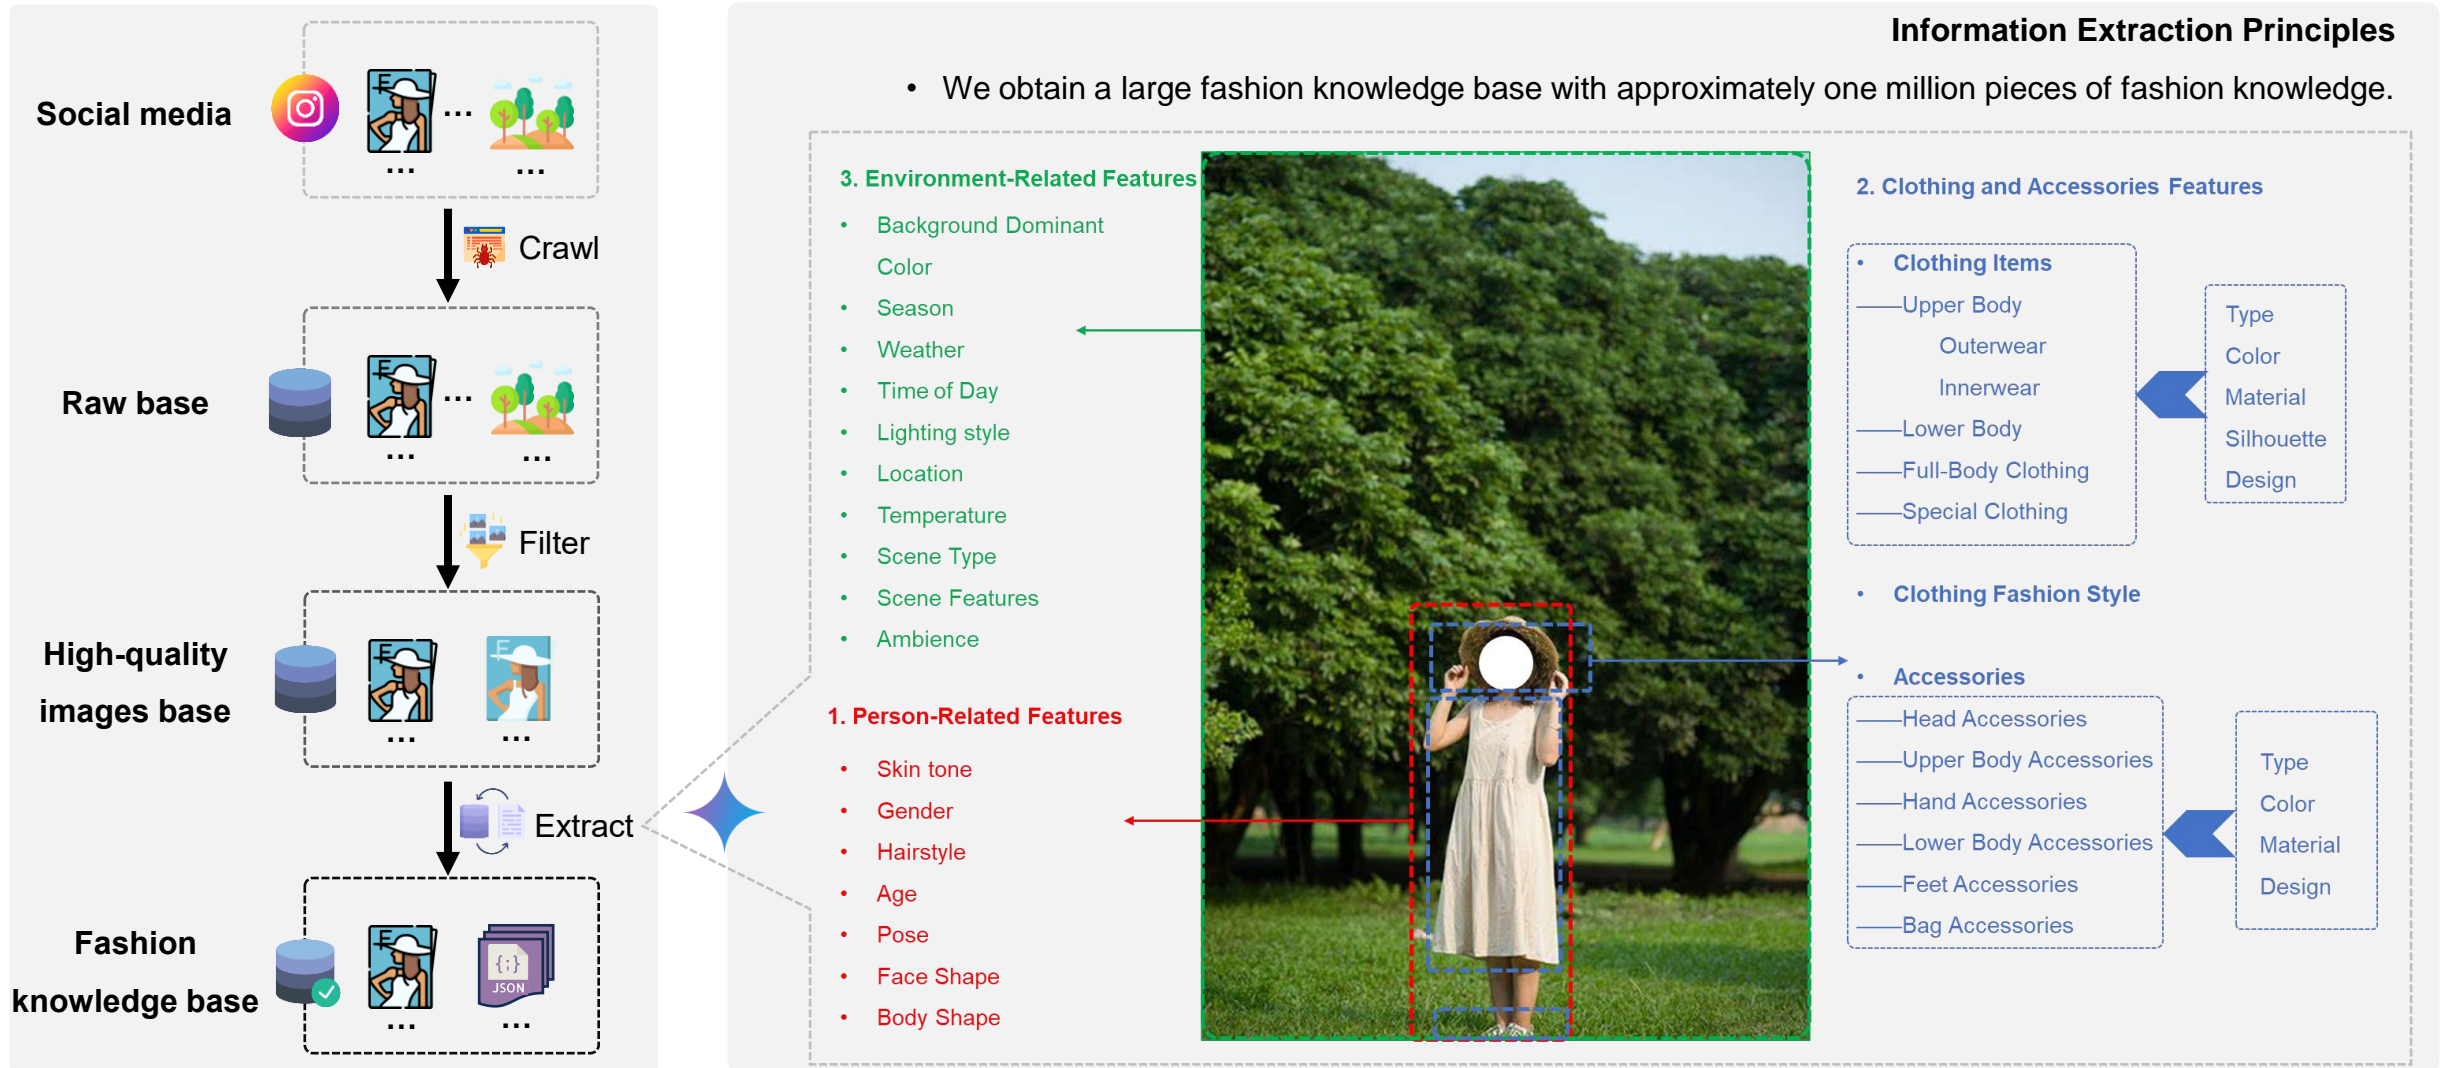 Social media
Crawl
Raw base
Filter
High-quality
images base
Extract
Fashion
knowledge base
JSON
Information Extraction Principles
• We obtain a large fashion knowledge base with approximately one million pieces of fashion knowledge.
3. Environment-Related Features
• Background Dominant
Color
• Season
• Weather
• Time of Day
• Lighting style
• Location
• Temperature
• Scene Type
• Scene Features
• Ambience
1. Person-Related Features
• Skin tone
• Gender
• Hairstyle
• Age
• Pose
• Face Shape
• Body Shape
2. Clothing and Accessories Features
• Clothing Items
——Upper Body
Outerwear
Innerwear
——Lower Body
——Full-Body Clothing
——Special Clothing
Type
Color
Material
Silhouette
Design
• Clothing Fashion Style
• Accessories
——Head Accessories
——Upper Body Accessories
——Hand Accessories
——Lower Body Accessories
——Feet Accessories
——Bag Accessories
Type
Color
Material
Design